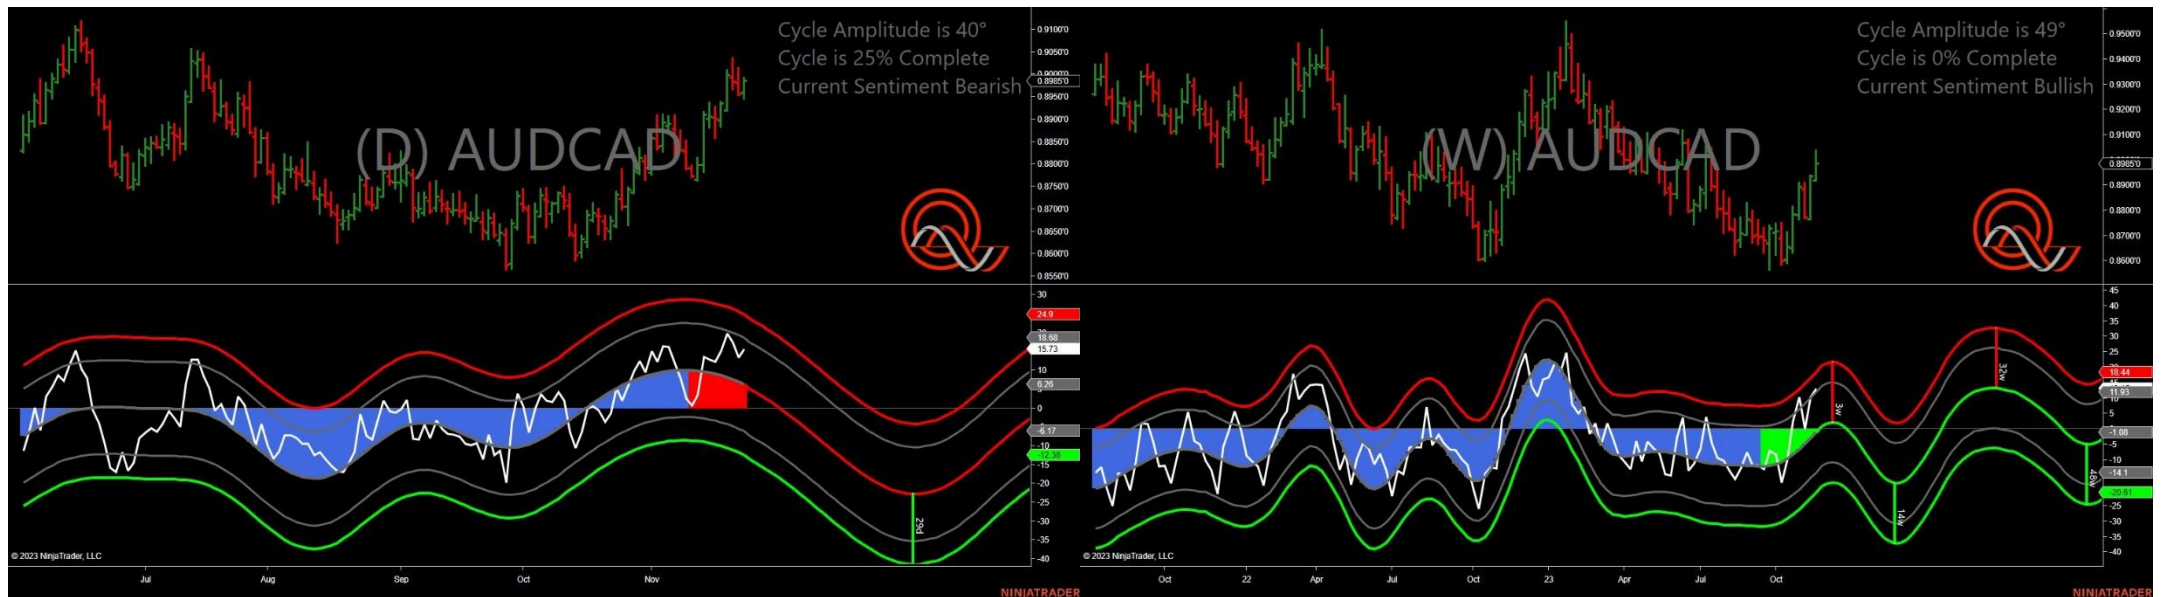 Cycle Amplitude is 40°
Cycle is 25% Complete
Current Sentiment Bearish
(D) AUDCAD
0.9100'0
0.9050'0
0.9000'0
0.8985'0
0.8950'0
0.8900'0
0.8850'0
0.8800'0
0.8750'0
0.8700'0
0.8650'0
0.8600'0
0.8550'0
30
24.9
18.68
15.73
10
6.26
0
-6.17
-10
-12.38
-15
-20
-25
-30
-35
-40
29d
© 2023 NinjaTrader, LLC
Jul
Aug
Sep
Oct
Nov
NINJATRADER
Cycle Amplitude is 49°
Cycle is 0% Complete
Current Sentiment Bullish
(W) AUDCAD
0.9500'0
0.9400'0
0.9300'0
0.9200'0
0.9100'0
0.8985'0
0.8900'0
0.8800'0
0.8700'0
0.8600'0
45
40
35
30
25
18.44
11.93
5
-1.08
-5
-10
-14.1
-20.61
-25
-30
-35
-40
3w
14w
32w
48w
© 2023 NinjaTrader, LLC
Oct
22
Apr
Jul
Oct
23
Apr
Jul
Oct
NINJATRADER